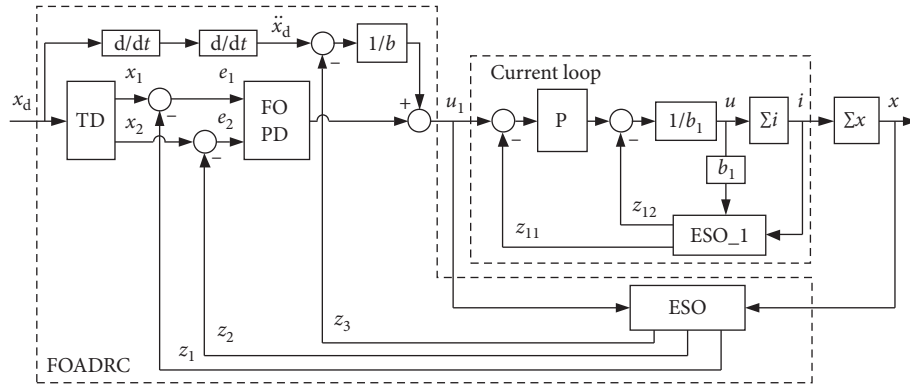 d/dt
d/dt
ẍd
1/b
Current loop
xd
TD
x1
x2
e1
e2
FO
PD
+
u1
P
1/b1
u
Σi
i
Σx
x
b1
z11
z12
ESO_1
ESO
z1
z2
z3
FOADRC
−
−
−
−
−